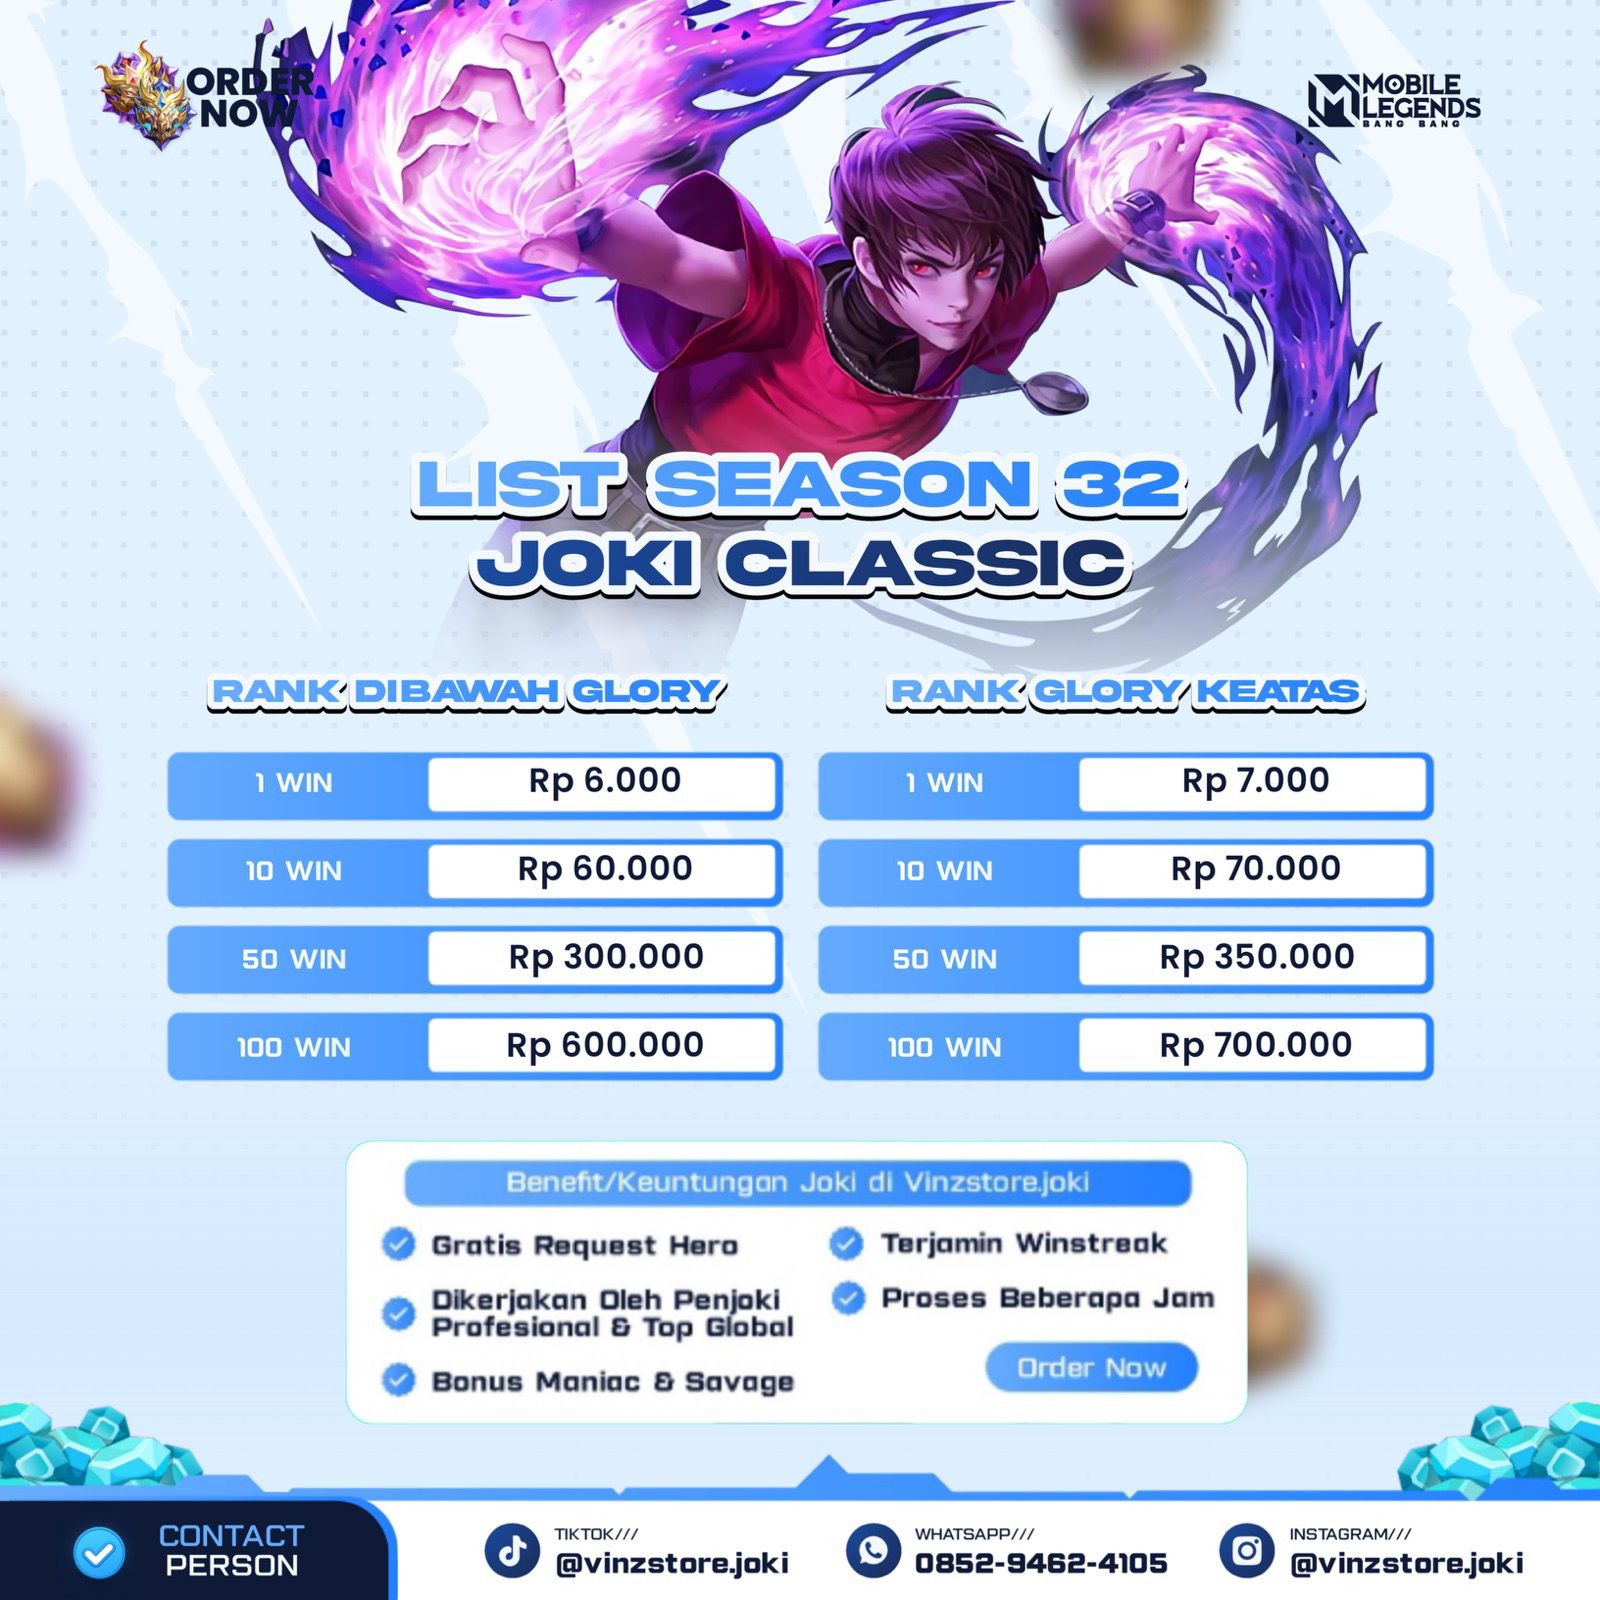 ORDER
NOW
MOBILE
LEGENDS
BANG BANG
LIST SEASON 32
JOKI CLASSIC
RANK DIBAWAH GLORY
1 WIN Rp 6.000
10 WIN Rp 60.000
50 WIN Rp 300.000
100 WIN Rp 600.000
RANK GLORY KEATAS
1 WIN Rp 7.000
10 WIN Rp 70.000
50 WIN Rp 350.000
100 WIN Rp 700.000
Benefit/Keuntungan Joki di Vinzstore.joki
Gratis Request Hero
Dikerjakan Oleh Penjoki
Profesional & Top Global
Bonus Maniac & Savage
Terjamin Winstreak
Proses Beberapa Jam
Order Now
CONTACT
PERSON
TIKTOK///
@vinzstore.joki
WHATSAPP///
0852-9462-4105
INSTAGRAM///
@vinzstore.joki